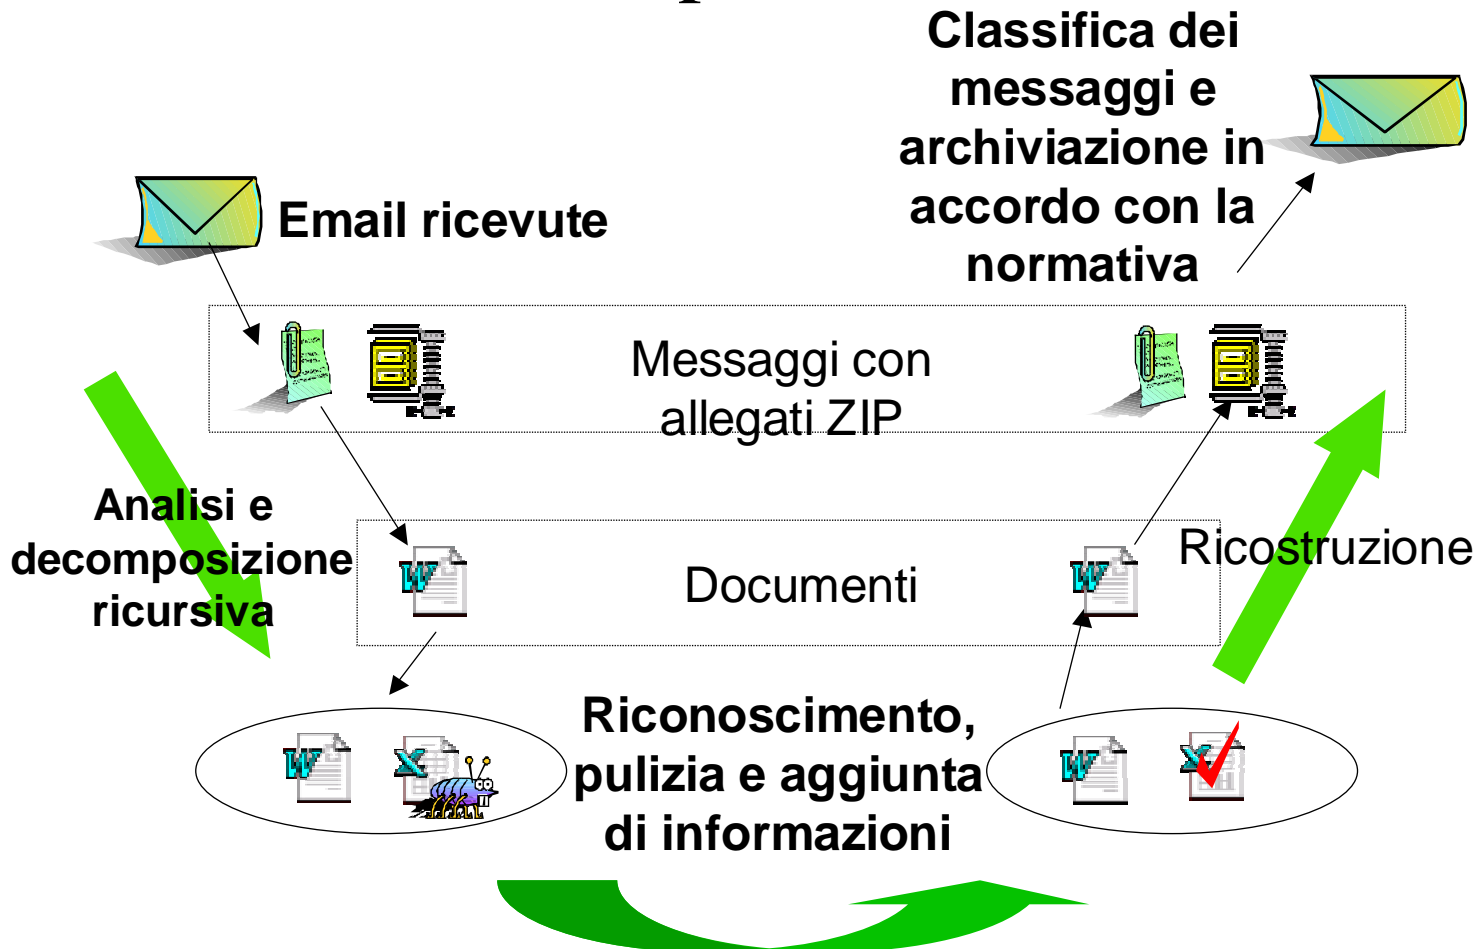 Classifica dei
messaggi e
archiviazione in
accordo con la
normativa
Email ricevute
Messaggi con
allegati ZIP
Analisi e
decomposizione
ricursiva
Documenti
Ricostruzione
Riconoscimento,
pulizia e aggiunta
di informazioni
W
W
W
X
W
X